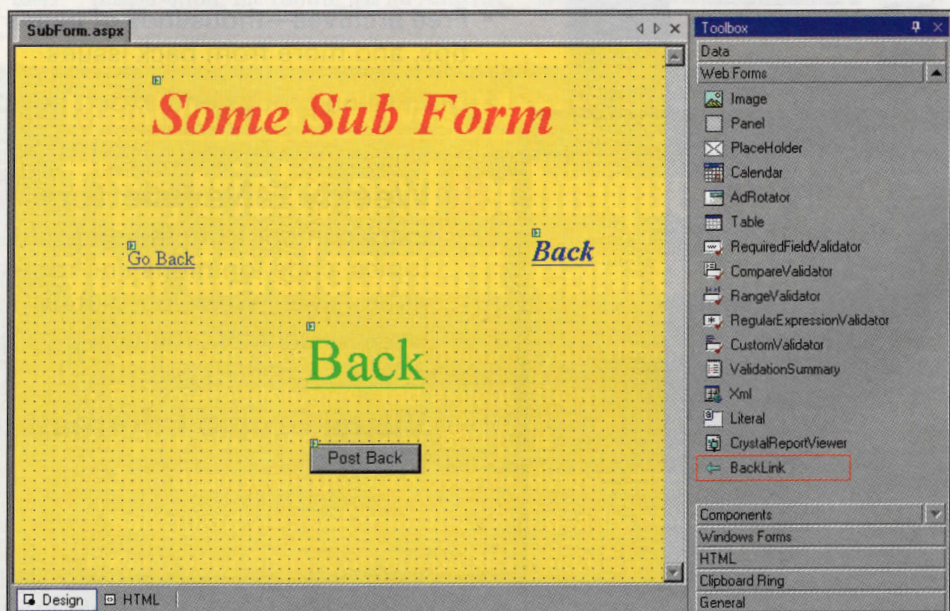 SubForm.aspx
Some Sub Form
Go Back
Back
Back
Post Back
Design
HTML
Toolbox
Data
Web Forms
Image
Panel
PlaceHolder
Calendar
AdRotator
Table
RequiredFieldValidator
CompareValidator
RangeValidator
RegularExpressionValidator
CustomValidator
ValidationSummary
Xml
Literal
CrystalReportViewer
BackLink
Components
Windows Forms
HTML
Clipboard Ring
General